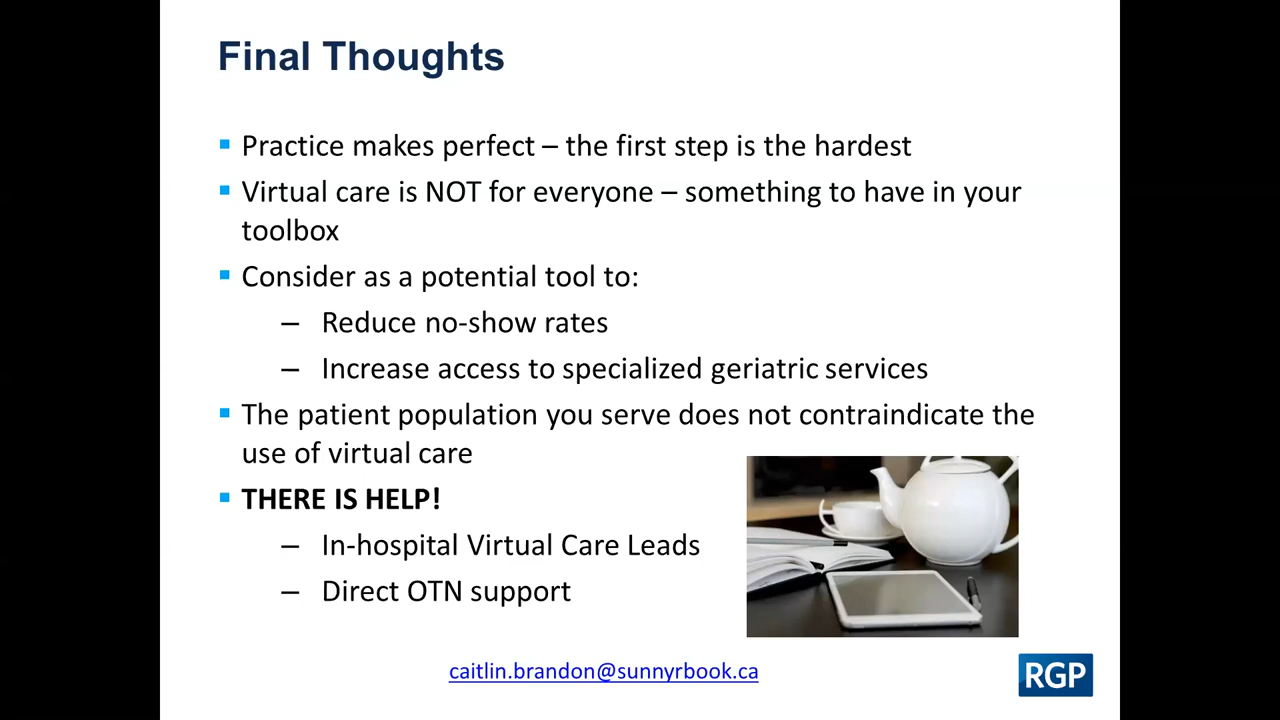 Final Thoughts
▪ Practice makes perfect – the first step is the hardest
▪ Virtual care is NOT for everyone – something to have in your
toolbox
▪ Consider as a potential tool to:
– Reduce no-show rates
– Increase access to specialized geriatric services
▪ The patient population you serve does not contraindicate the
use of virtual care
▪ THERE IS HELP!
– In-hospital Virtual Care Leads
– Direct OTN support
caitlin.brandon@sunnyrbook.ca
RGP